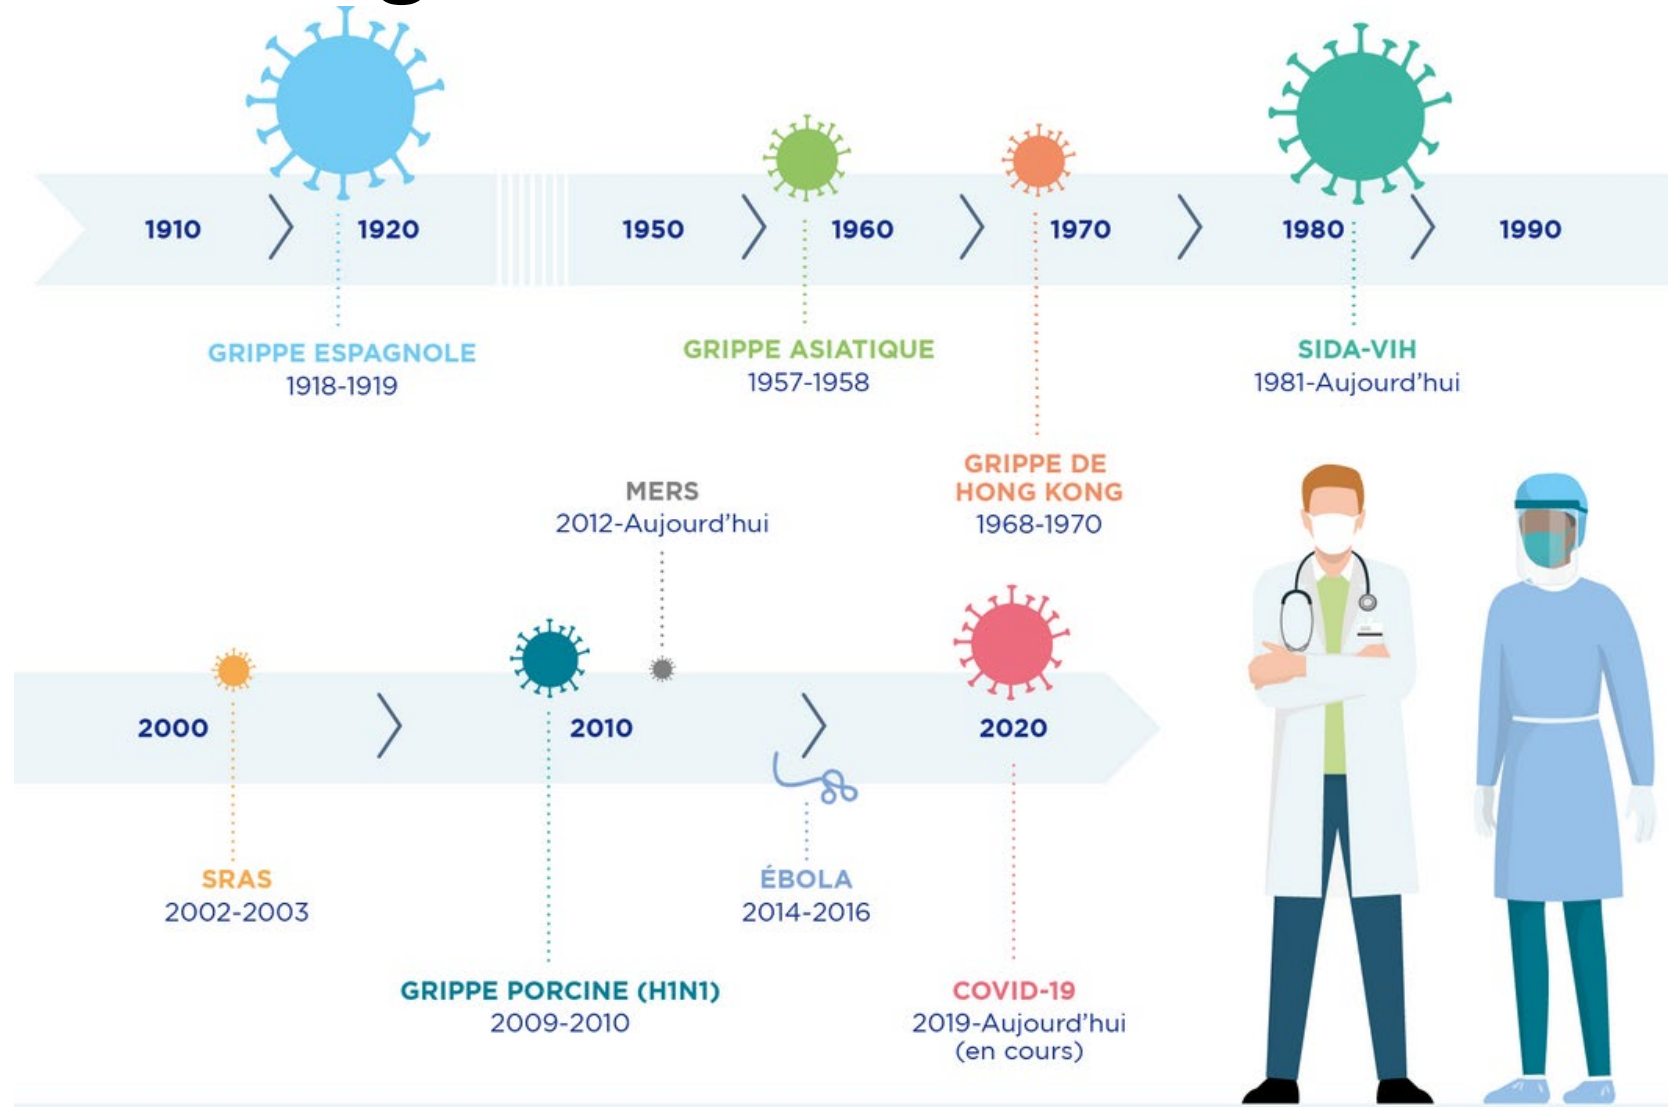 1910
1920
1950
1960
1970
1980
1990
GRIPPE ESPAGNOLE
1918-1919
GRIPPE ASIATIQUE
1957-1958
SIDA-VIH
1981-Aujourd’hui
GRIPPE DE
HONG KONG
1968-1970
MERS
2012-Aujourd’hui
2000
2010
2020
SRAS
2002-2003
ÉBOLA
2014-2016
GRIPPE PORCINE (H1N1)
2009-2010
COVID-19
2019-Aujourd’hui
(en cours)